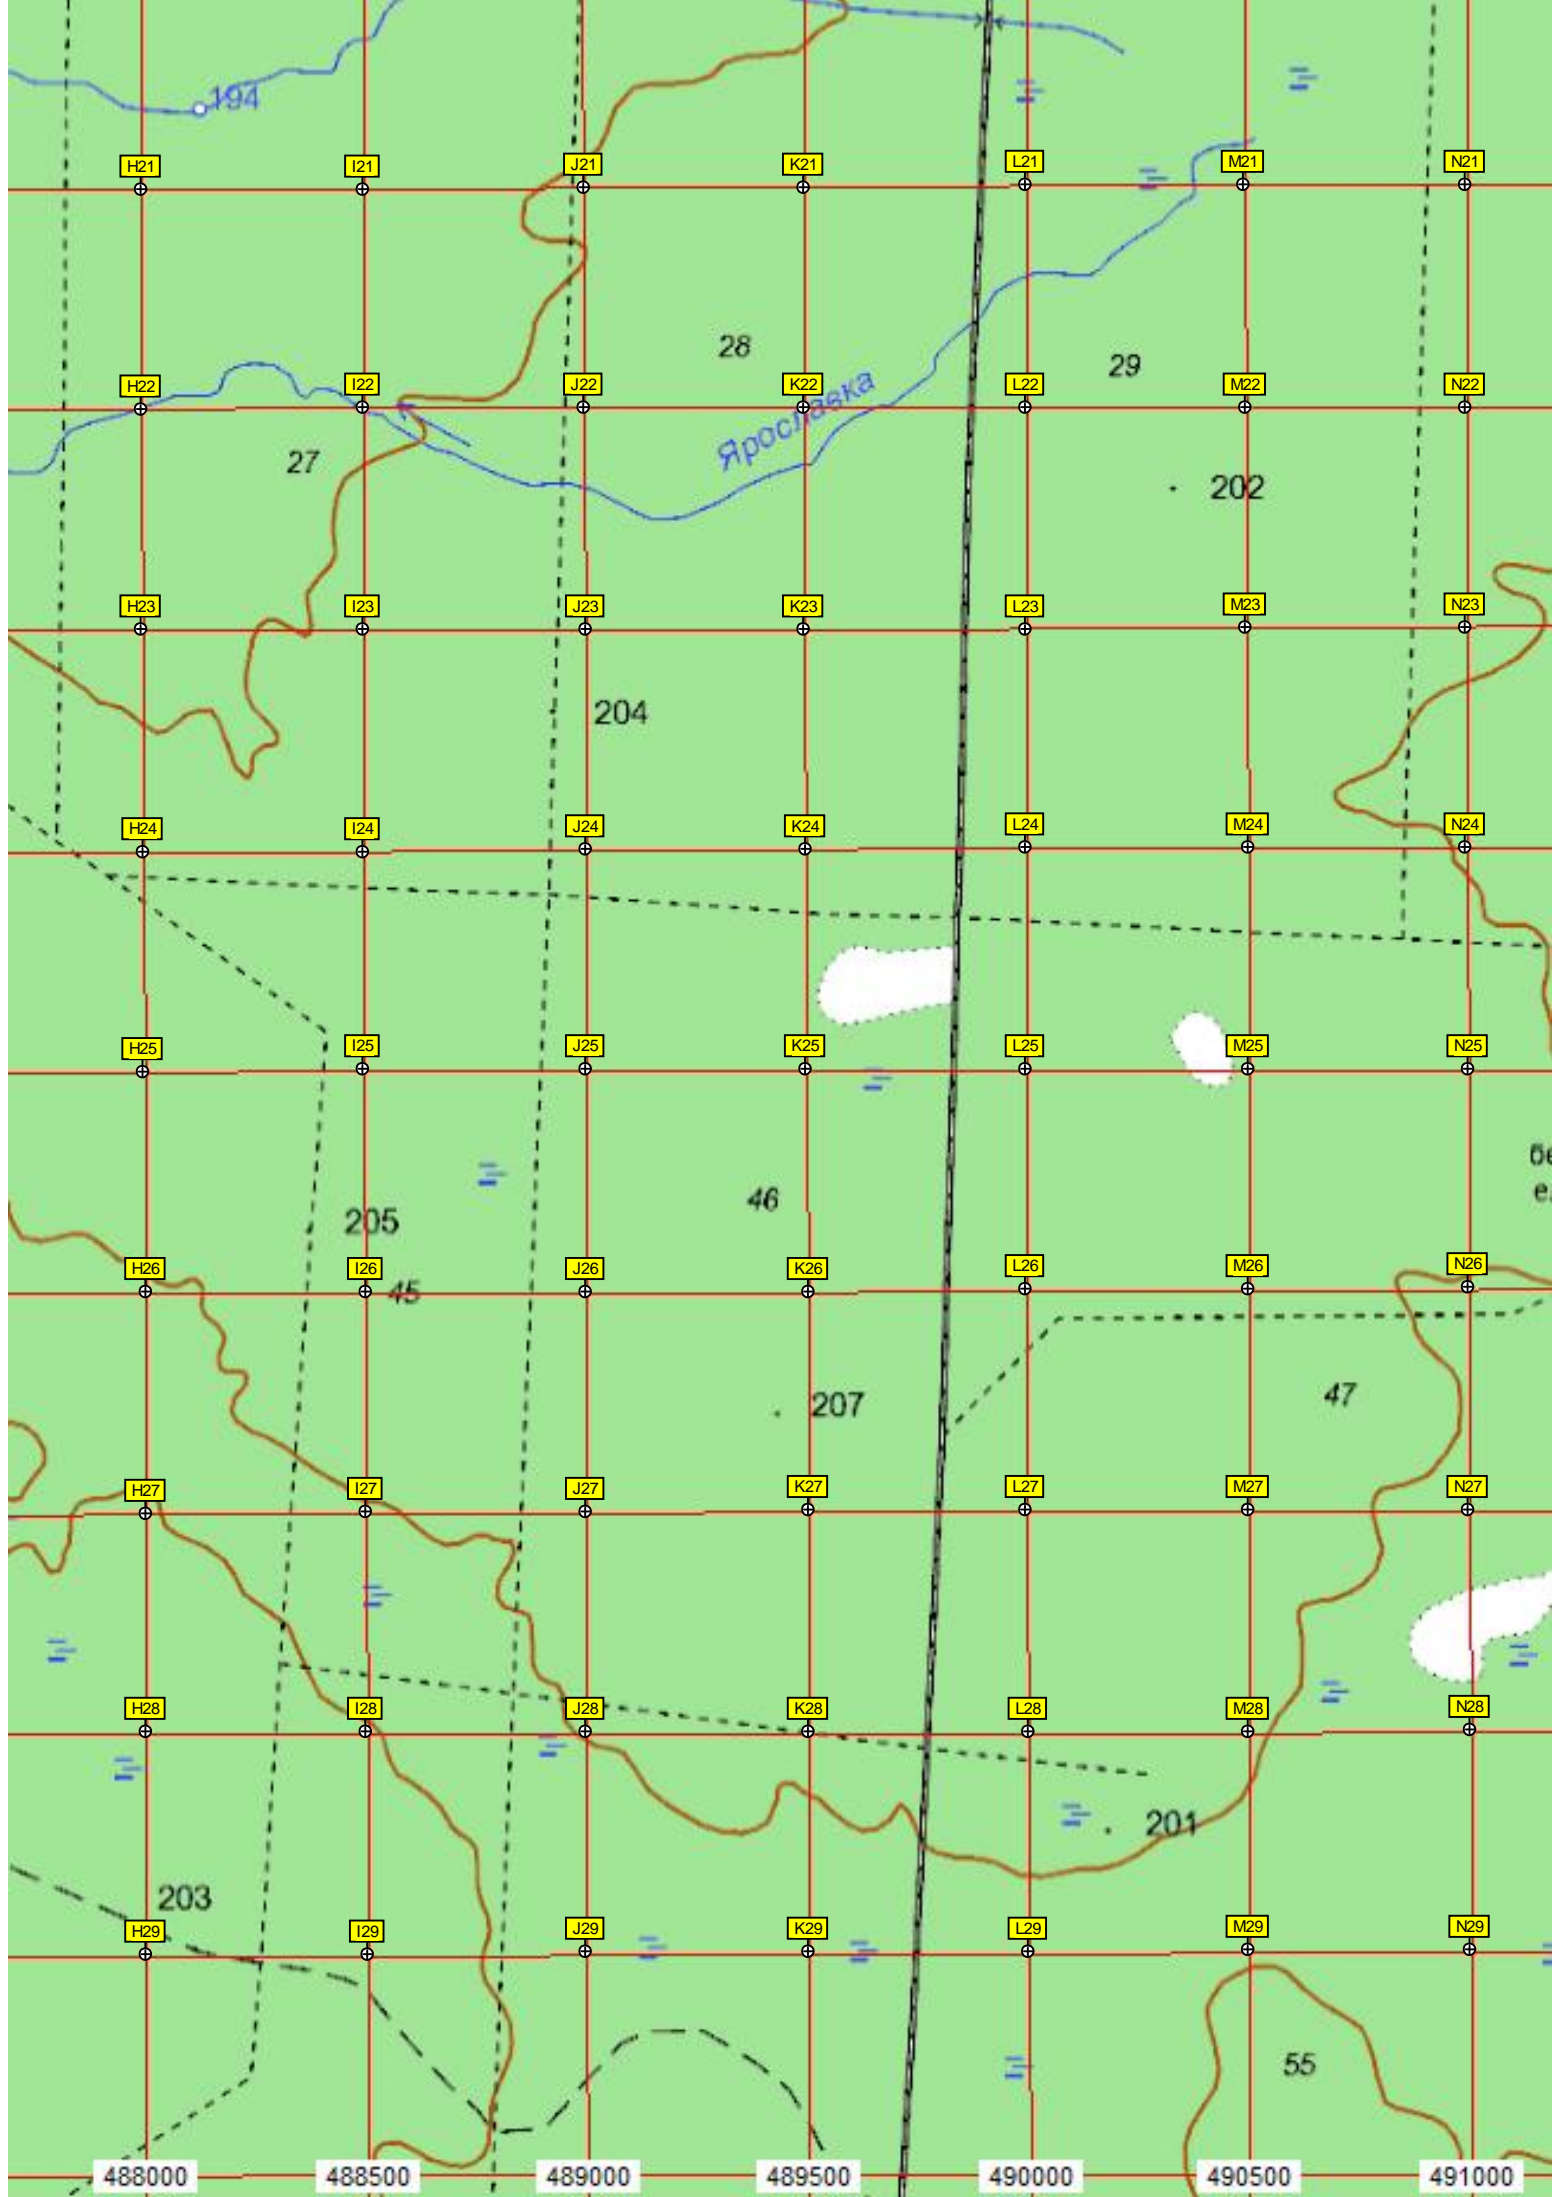 194
H21 I21 J21 K21 L21 M21 N21
28
29
H22 I22 J22 K22 L22 M22 N22
Ярославка
27
202
H23 I23 J23 K23 L23 M23 N23
204
H24 I24 J24 K24 L24 M24 N24
H25 I25 J25 K25 L25 M25 N25
бе
46
е.
205
H26 I26 J26 K26 L26 M26 N26
45
47
207
H27 I27 J27 K27 L27 M27 N27
H28 I28 J28 K28 L28 M28 N28
201
203
H29 I29 J29 K29 L29 M29 N29
55
488000 488500 489000 489500 490000 490500 491000